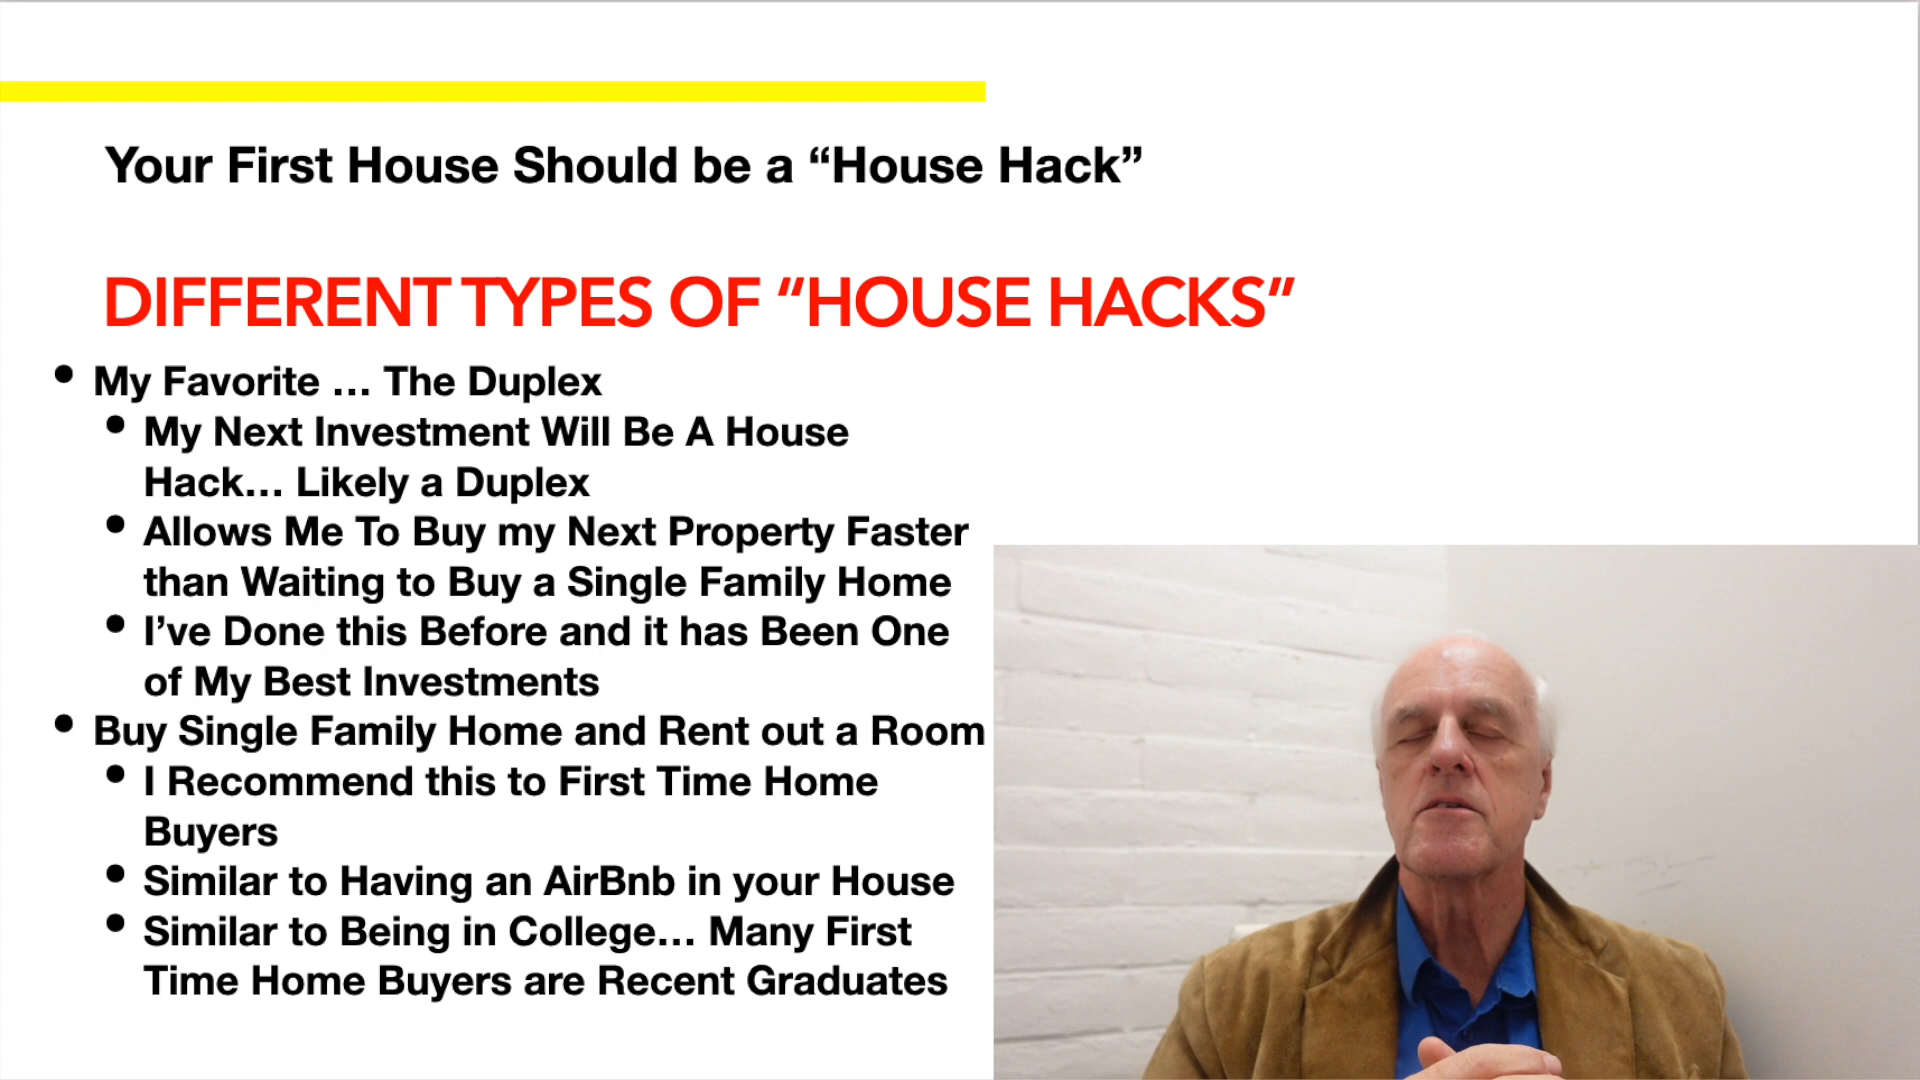 Your First House Should be a “House Hack”
DIFFERENT TYPES OF “HOUSE HACKS”
• My Favorite … The Duplex
• My Next Investment Will Be A House
Hack… Likely a Duplex
• Allows Me To Buy my Next Property Faster
than Waiting to Buy a Single Family Home
• I’ve Done this Before and it has Been One
of My Best Investments
• Buy Single Family Home and Rent out a Room
• I Recommend this to First Time Home
Buyers
• Similar to Having an AirBnb in your House
• Similar to Being in College… Many First
Time Home Buyers are Recent Graduates